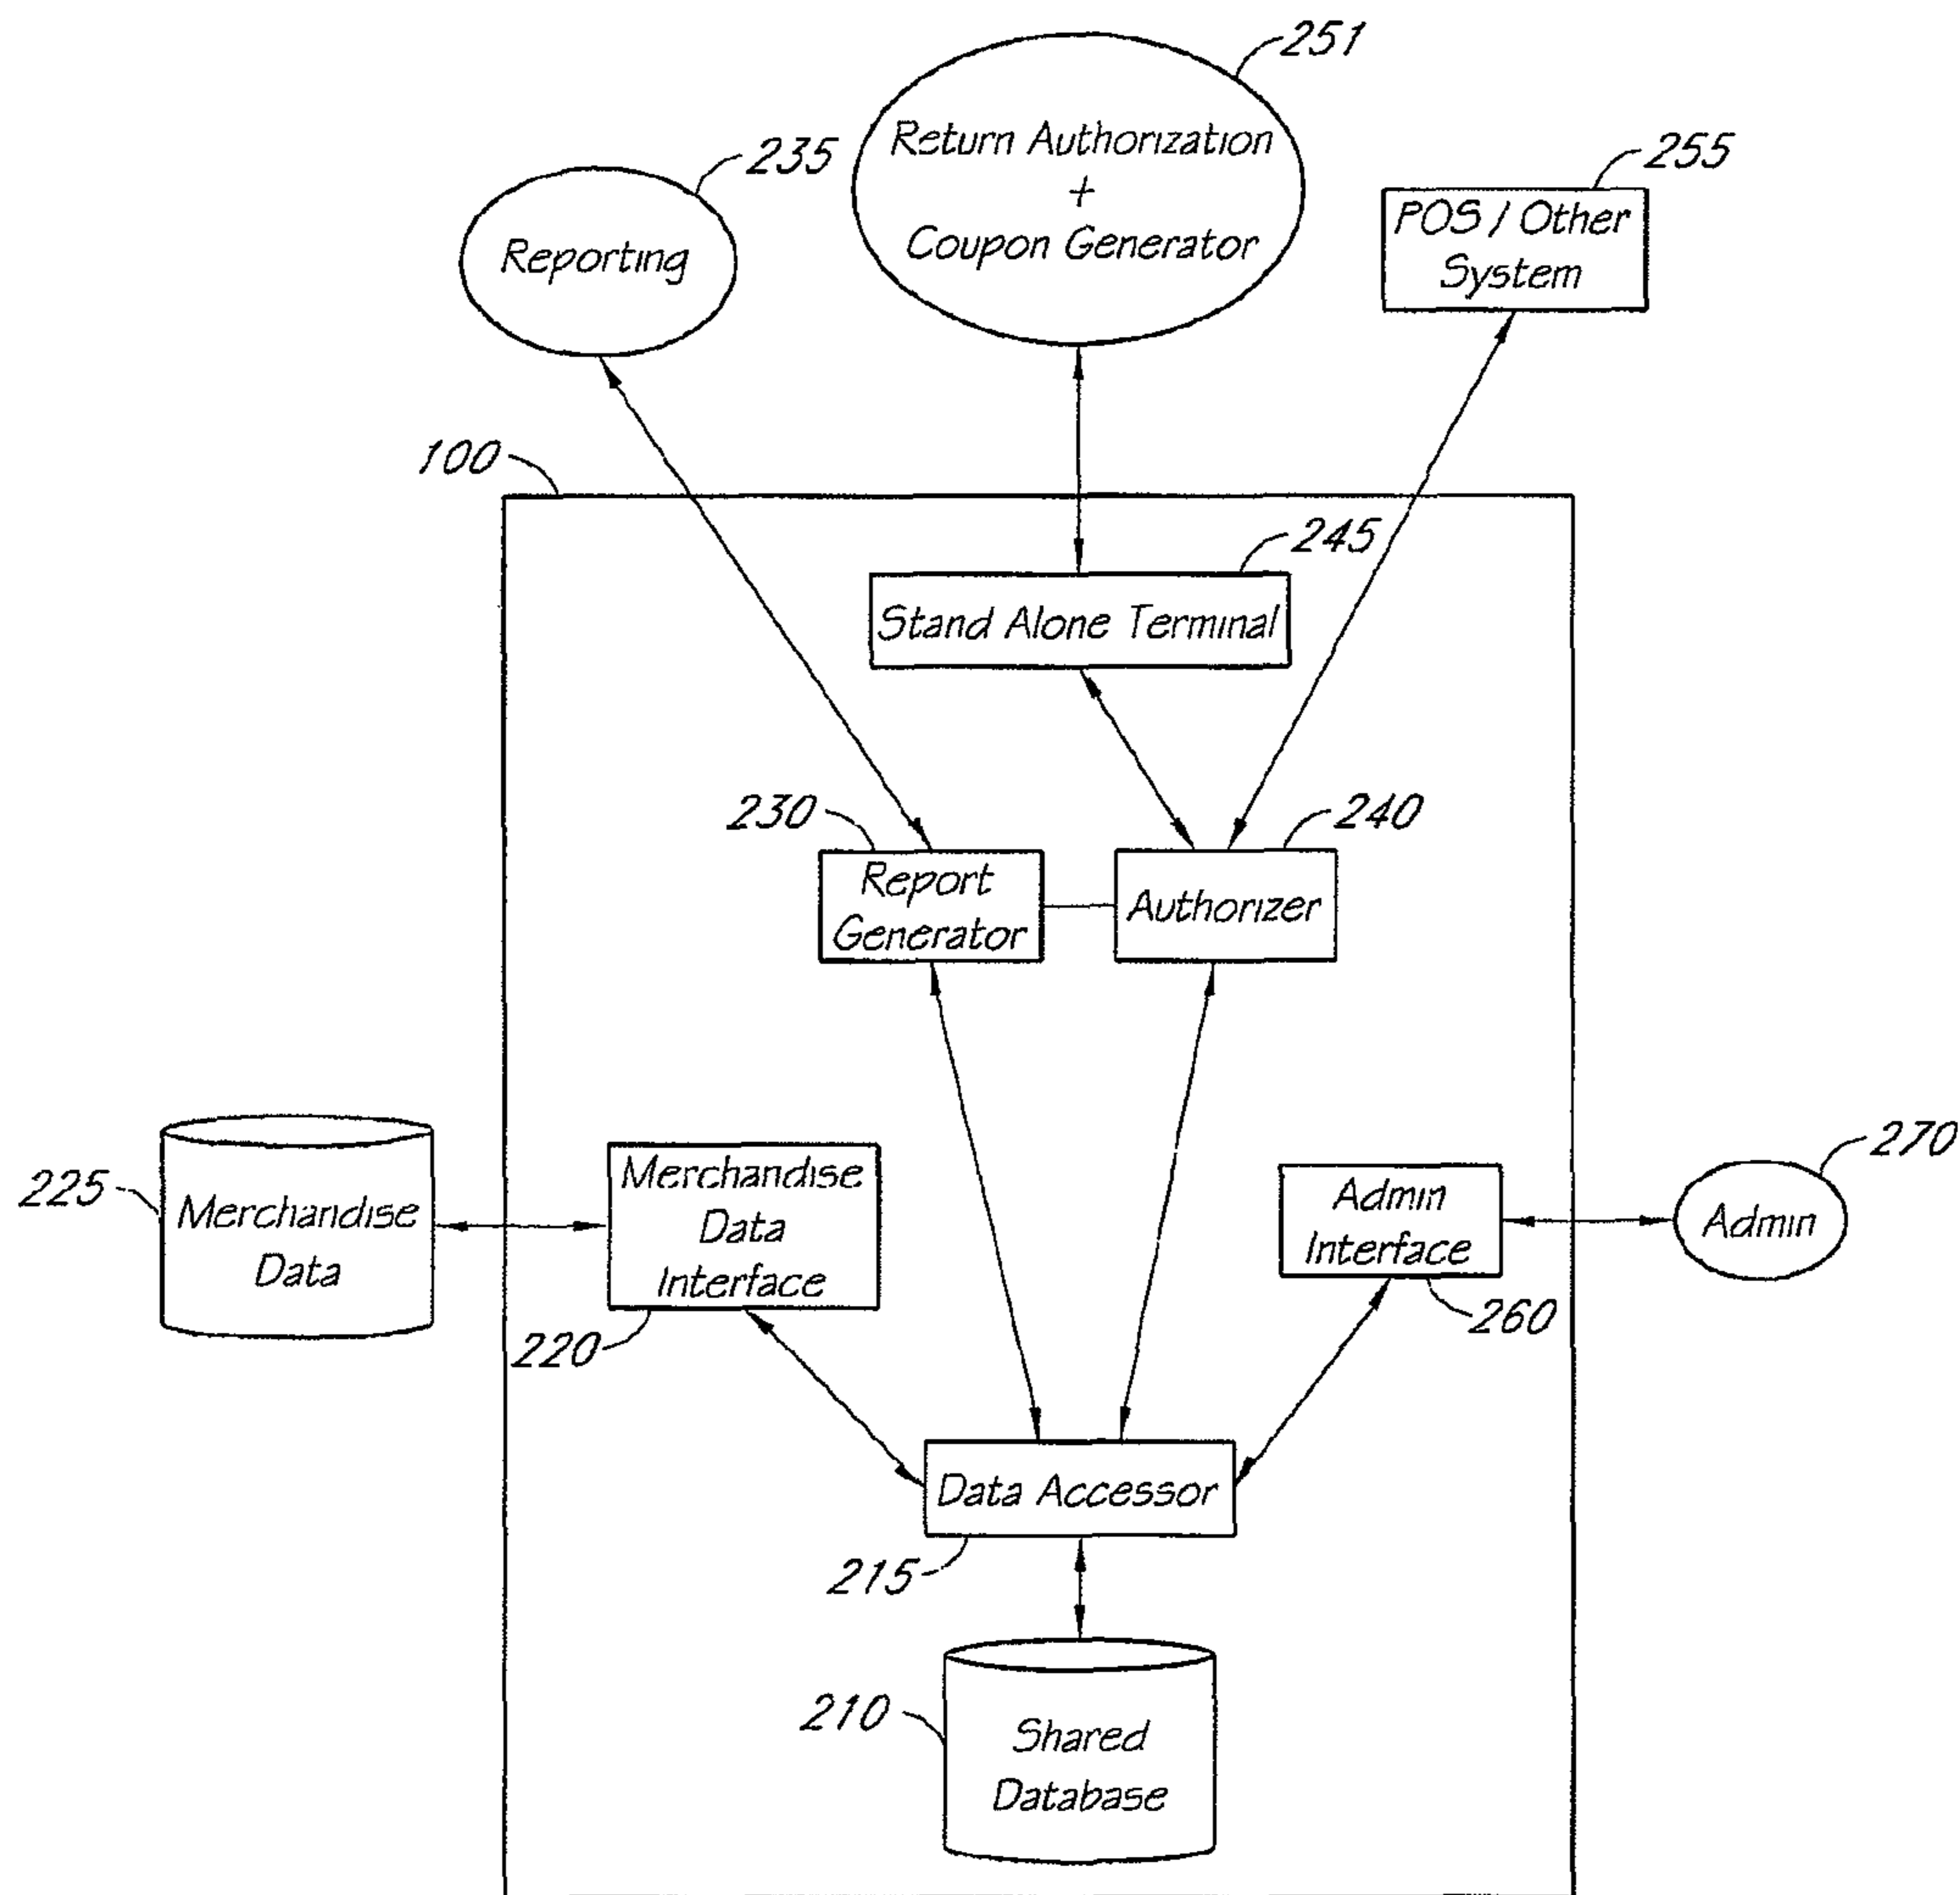 251
Return Authorization
+
Coupon Generator
235
Reporting
255
POS / Other
System
100
245
Stand Alone Terminal
230
Report
Generator
240
Authorizer
225
Merchandise
Data
Merchandise
Data
Interface
220
Admin
Interface
260
270
Admin
Data Accessor
215
210
Shared
Database